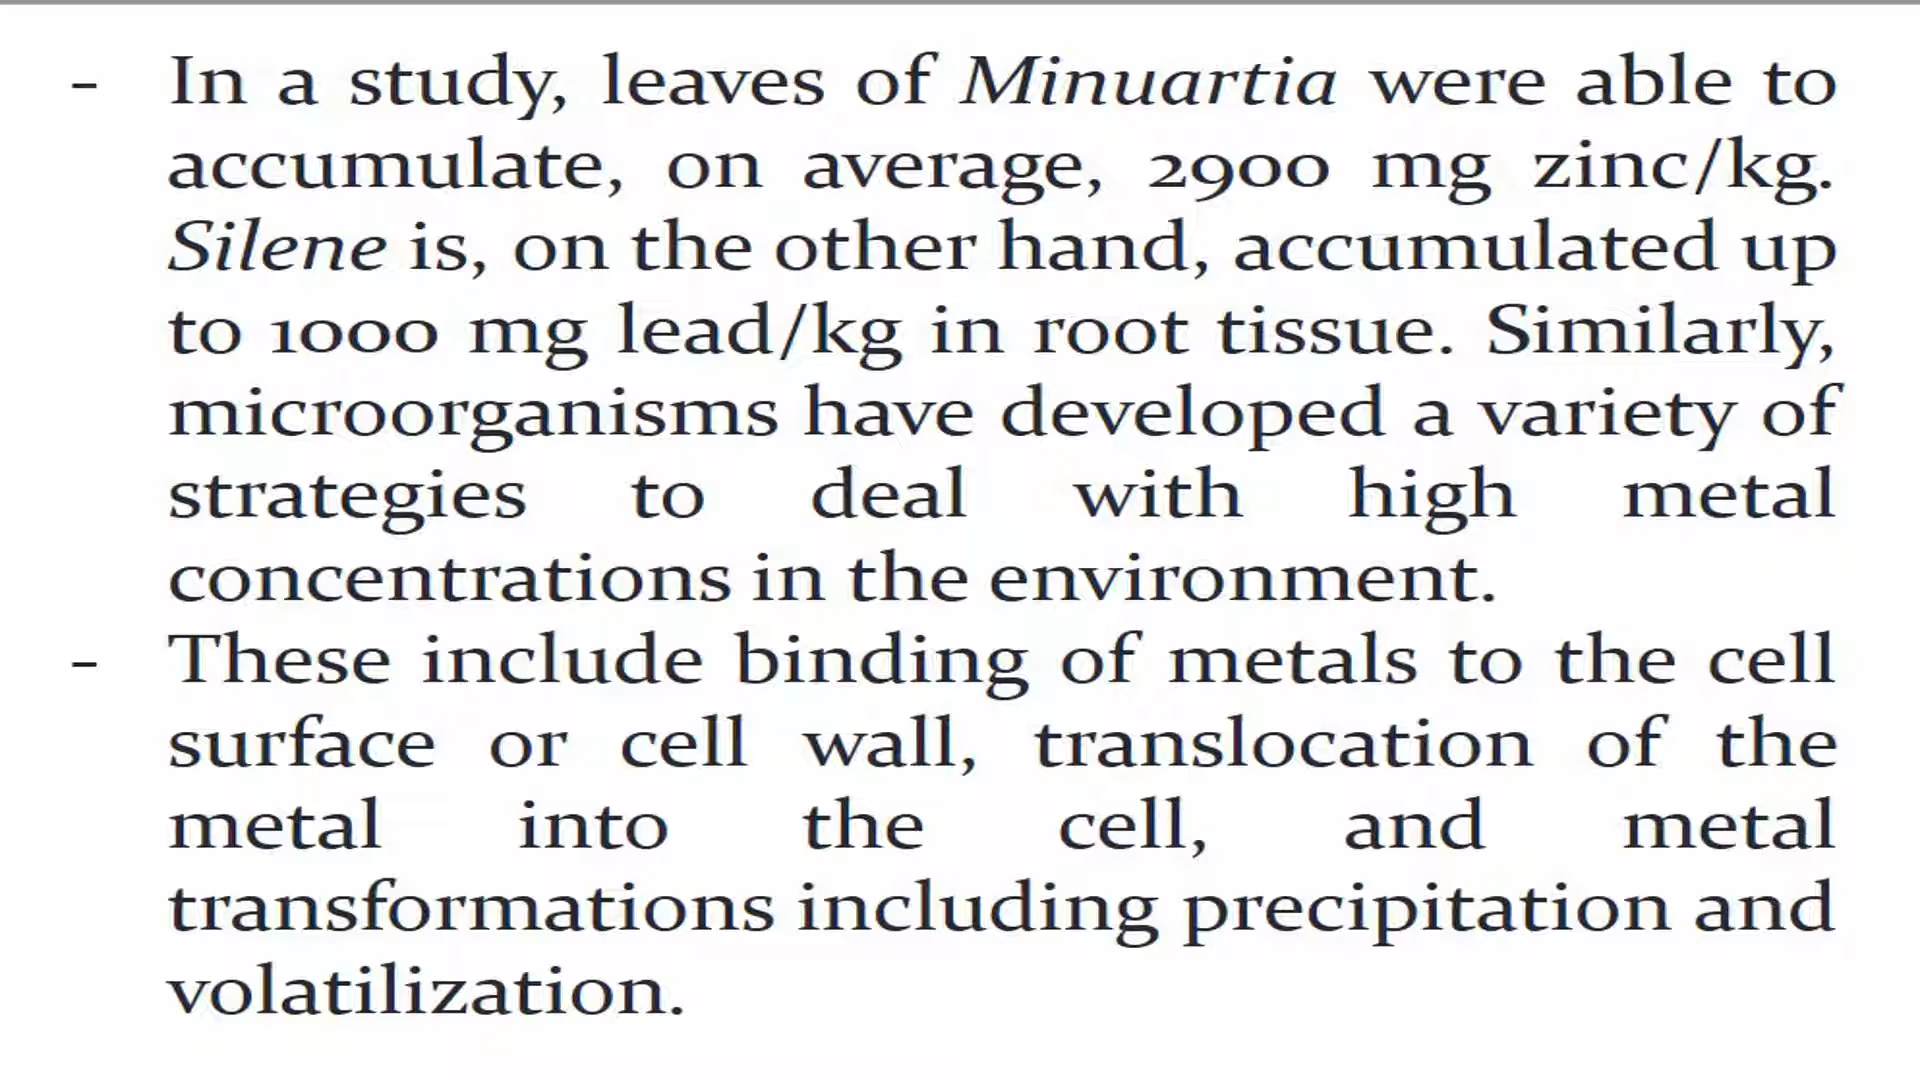 - In a study, leaves of Minuartia were able to
accumulate, on average, 2900 mg zinc/kg.
Silene is, on the other hand, accumulated up
to 1000 mg lead/kg in root tissue. Similarly,
microorganisms have developed a variety of
strategies to deal with high metal
concentrations in the environment.
- These include binding of metals to the cell
surface or cell wall, translocation of the
metal into the cell, and metal
transformations including precipitation and
volatilization.